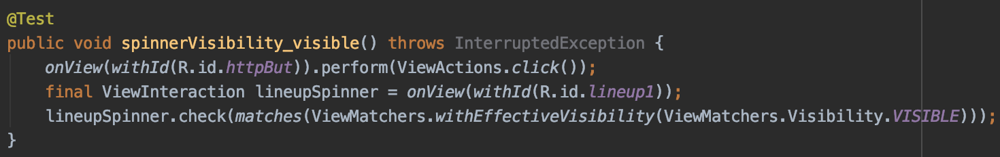 @Test
public void spinnerVisibility_visible() throws InterruptedException {
    onView(withId(R.id.httpBut)).perform(ViewActions.click());
    final ViewInteraction lineupSpinner = onView(withId(R.id.lineup1));
    lineupSpinner.check(matches(ViewMatchers.withEffectiveVisibility(ViewMatchers.Visibility.VISIBLE)));
}